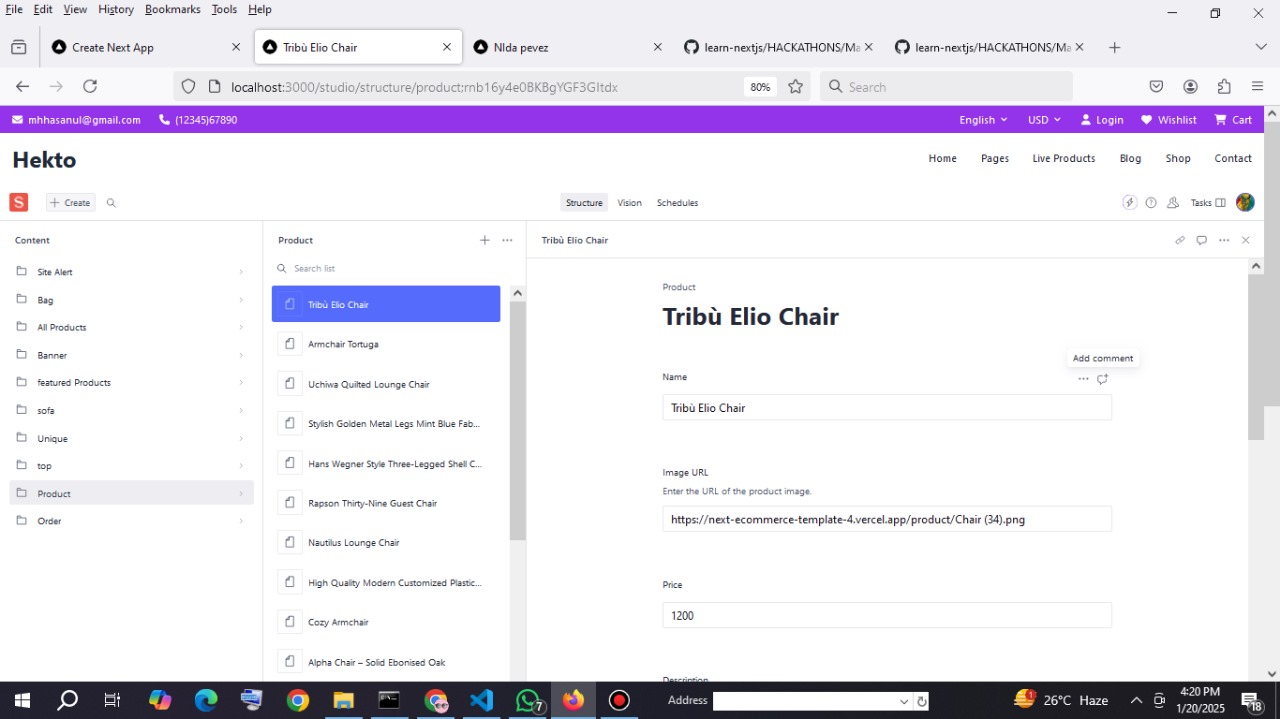 File Edit View History Bookmarks Tools Help
Create Next App
Tribù Elio Chair
NIda pevez
learn-nextjs/HACKATHONS/Ma
learn-nextjs/HACKATHONS/Ma
localhost:3000/studio/structure/product:rnb16y4e0BKBgYGF3GItdx
80%
Search
mhhasanul@gmail.com
(12345)67890
English
USD
Login
Wishlist
Cart
Hekto
Home Pages Live Products Blog Shop Contact
S
Create
Structure Vision Schedules
Tasks
Content
Site Alert
Bag
All Products
Banner
featured Products
sofa
Unique
top
Product
Order
Product
Search list
Tribù Elio Chair
Armchair Tortuga
Uchiwa Quilted Lounge Chair
Stylish Golden Metal Legs Mint Blue Fab...
Hans Wegner Style Three-Legged Shell C...
Rapson Thirty-Nine Guest Chair
Nautilus Lounge Chair
High Quality Modern Customized Plastic...
Cozy Armchair
Alpha Chair – Solid Ebonised Oak
Tribù Elio Chair
Product
Tribù Elio Chair
Add comment
Name
Tribù Elio Chair
Image URL
Enter the URL of the product image.
https://next-ecommerce-template-4.vercel.app/product/Chair (34).png
Price
1200
Description
7
Address
1
26°C Haze
4:20 PM
1/20/2025
18